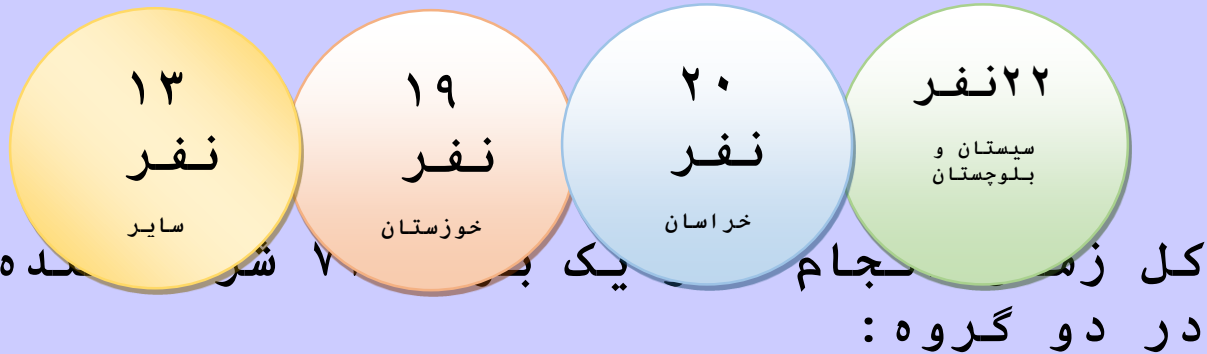 ۲۲نفر
سیستان و
بلوچستان
۲۰
نفر
خراسان
۱۹
نفر
خوزستان
۱۳
نفر
سایر
کل یک
در دو گروه: